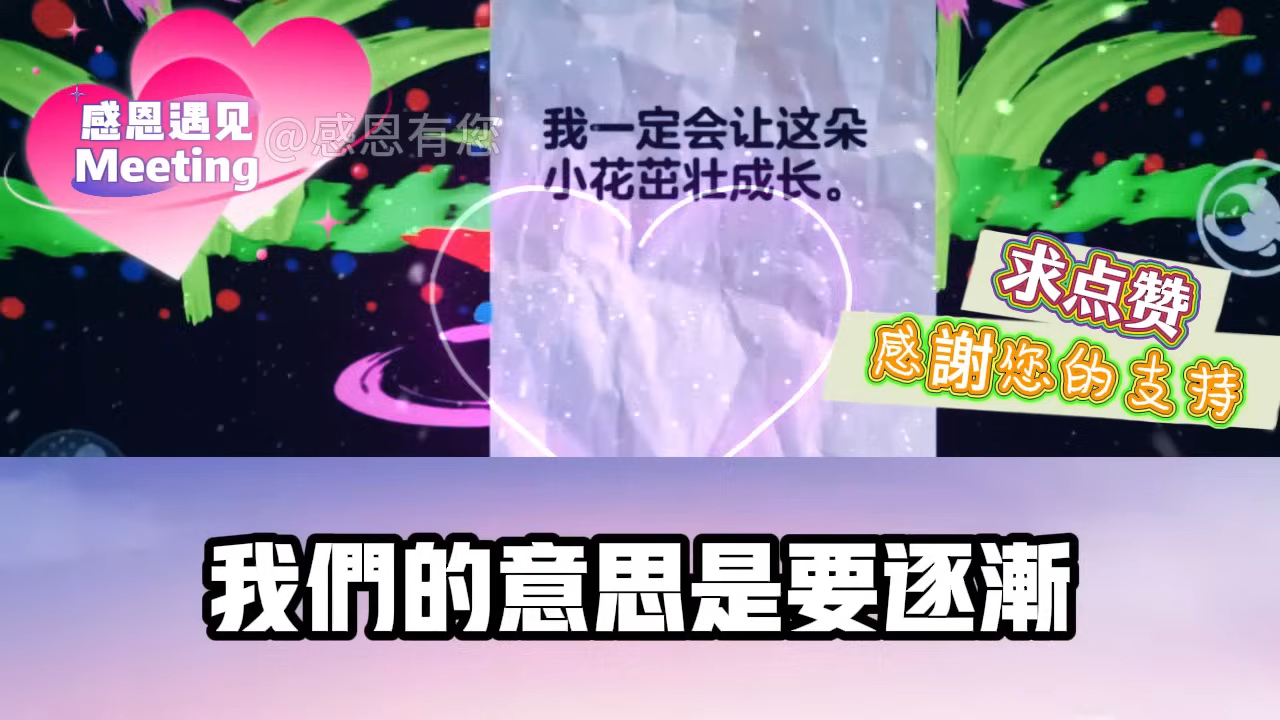 感恩遇见
Meeting
@感恩有您
我一定会让这朵
小花茁壮成长。
求点赞
感謝您的支持
我們的意思是要逐漸